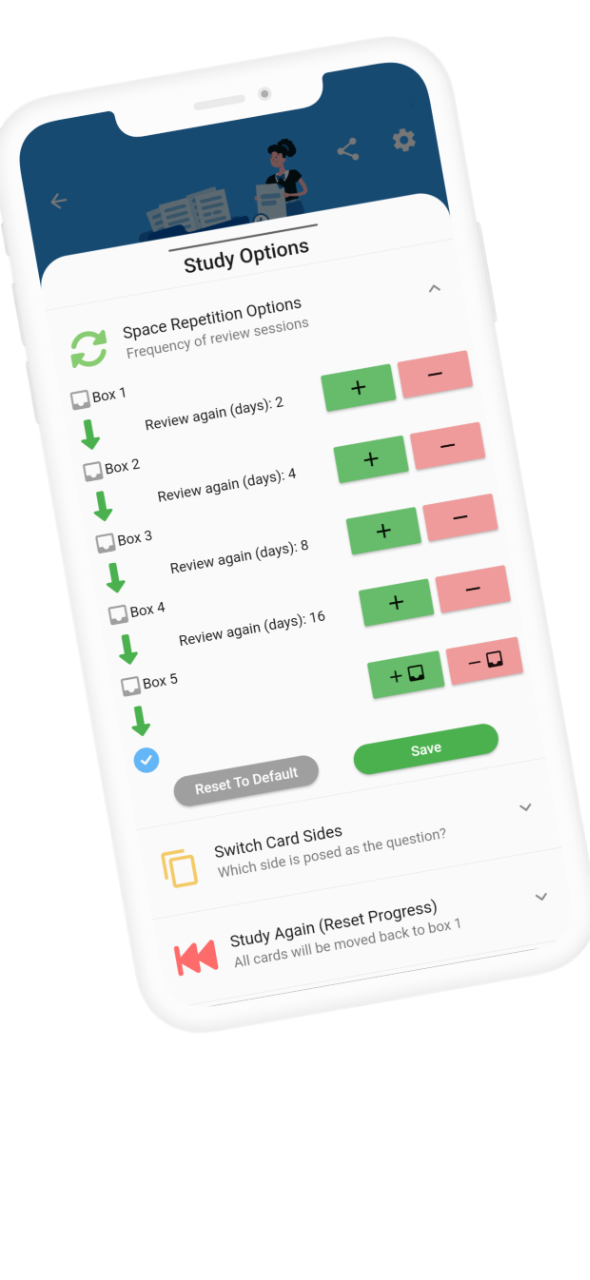 Study Options
Space Repetition Options
Frequency of review sessions
Box 1
Review again (days): 2
+
−
Box 2
Review again (days): 4
+
−
Box 3
Review again (days): 8
+
−
Box 4
Review again (days): 16
+
−
Box 5
+
−
Reset To Default
Save
Switch Card Sides
Which side is posed as the question?
Study Again (Reset Progress)
All cards will be moved back to box 1